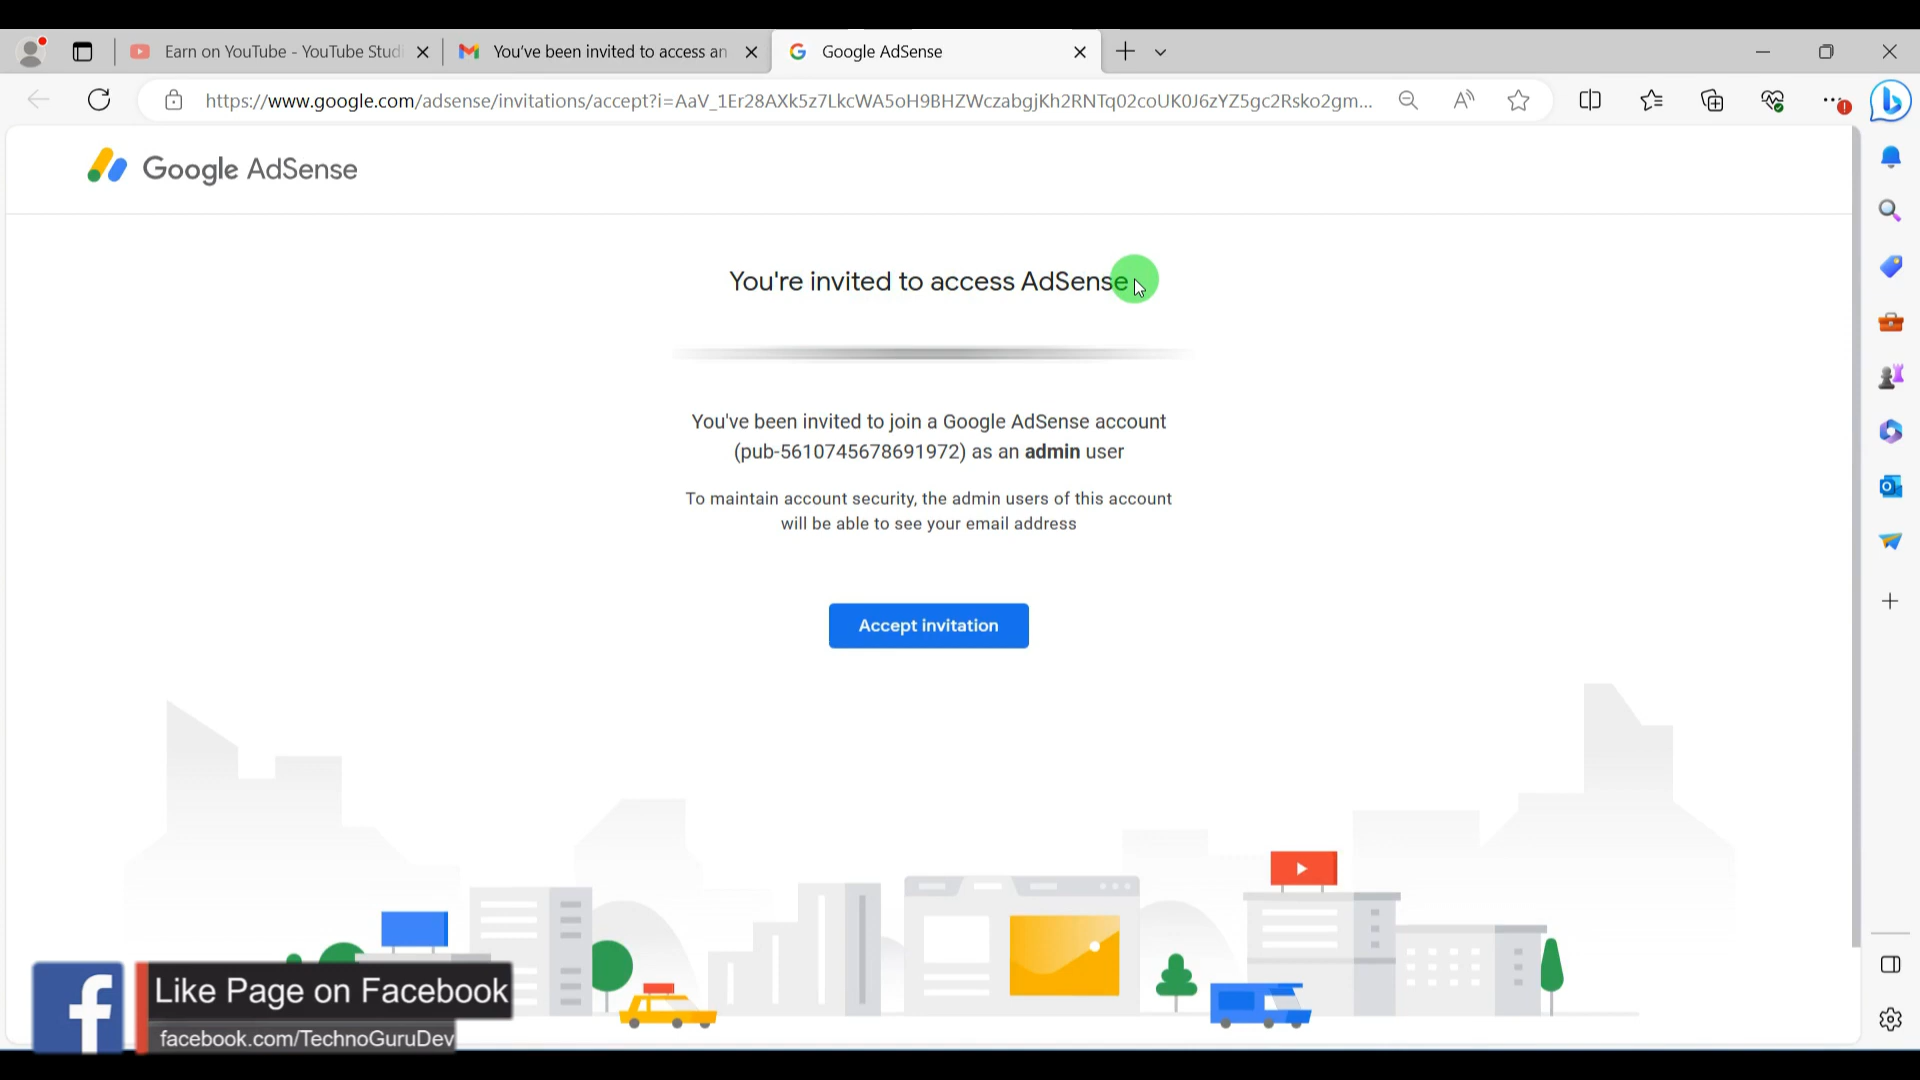 Earn on YouTube - YouTube Studi
You've been invited to access an
Google AdSense
https://www.google.com/adsense/invitations/accept?i=AaV_1Er28AXk5z7LkcWA5oH9BHZWczabgjKh2RNTq02coUK0J6zYZ5gc2Rsko2gm...
Google AdSense
You're invited to access AdSense
You've been invited to join a Google AdSense account
(pub-5610745678691972) as an admin user
To maintain account security, the admin users of this account
will be able to see your email address
Accept invitation
Like Page on Facebook
facebook.com/TechnoGuruDev